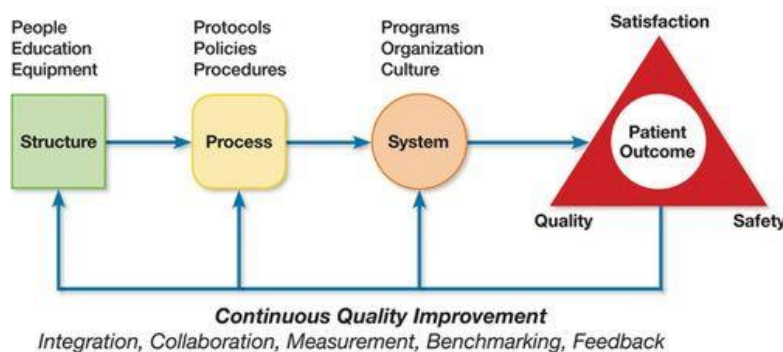 People
Education
Equipment
Protocols
Policies
Procedures
Programs
Organization
Culture
Satisfaction
Structure
Process
System
Patient
Outcome
Quality
Safety
Continuous Quality Improvement
Integration, Collaboration, Measurement, Benchmarking, Feedback